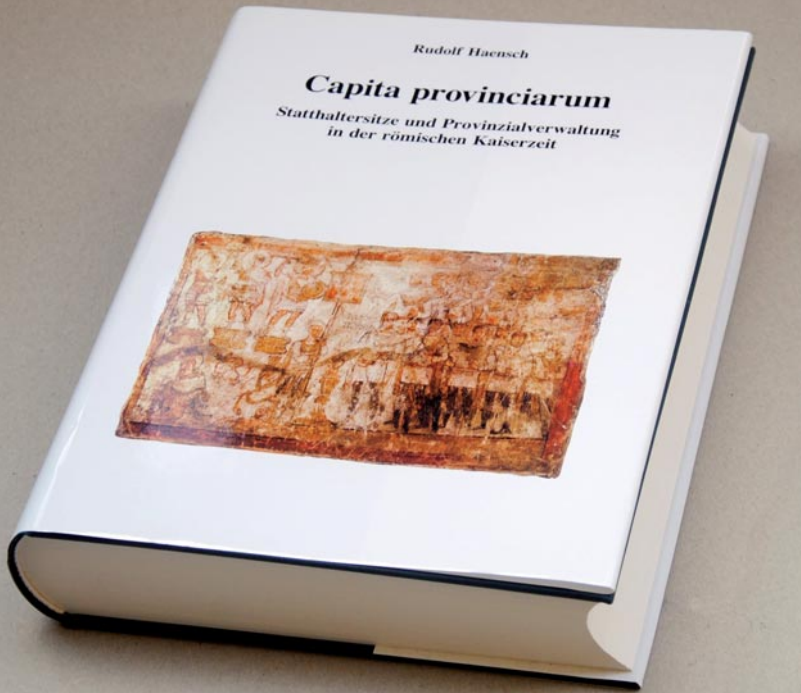 Rudolf Haensch
Capita provinciarum
Statthaltersitze und Provinzialverwaltung
in der römischen Kaiserzeit